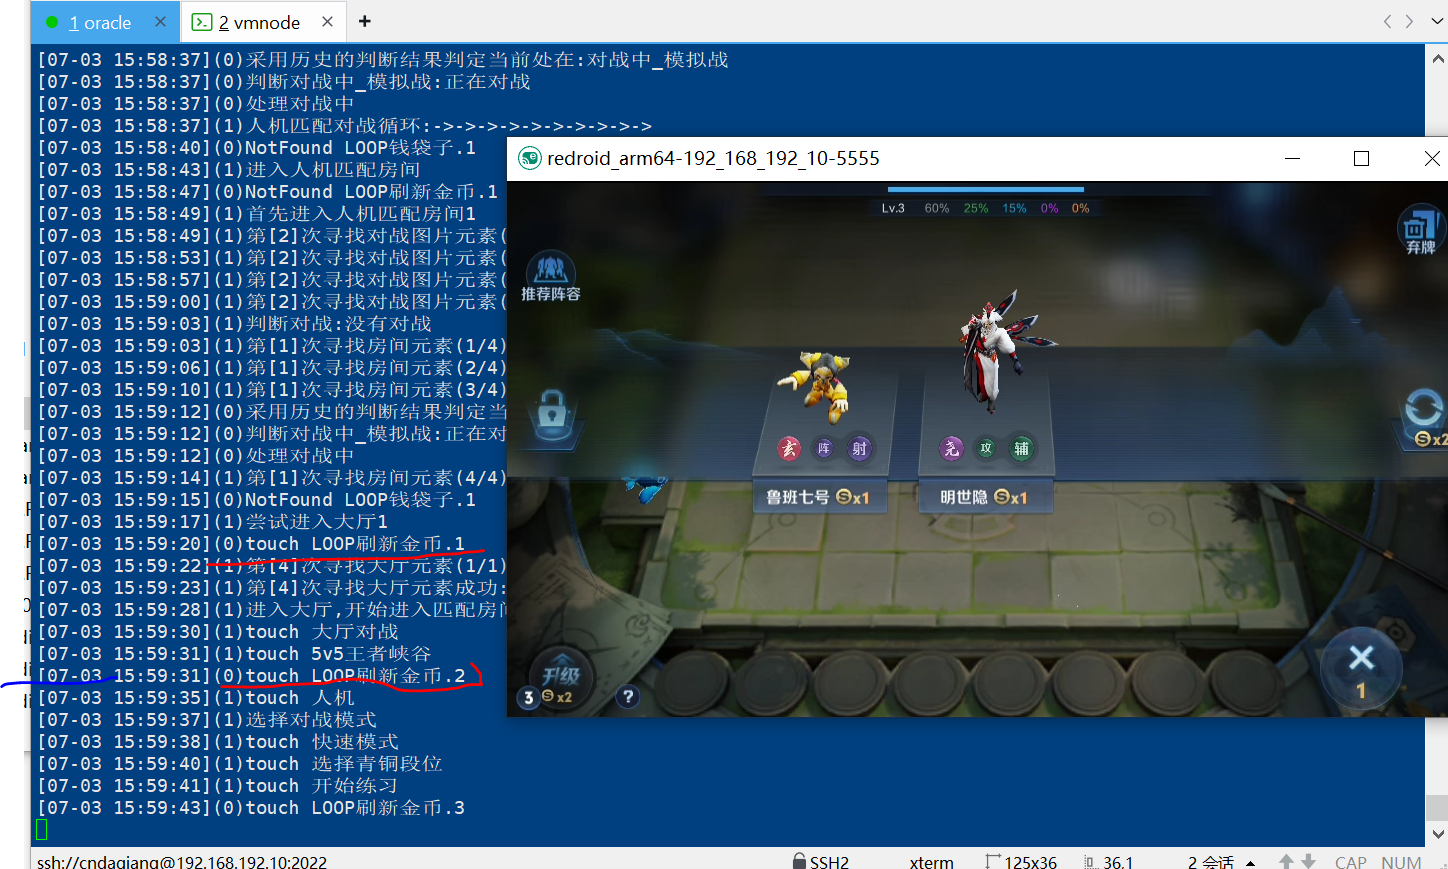 1 oracle
2 vmnode
[07-03 15:58:37](0)采用历史的判断结果判定当前处在:对战中_模拟战
[07-03 15:58:37](0)判断对战中_模拟战:正在对战
[07-03 15:58:37](0)处理对战中
[07-03 15:58:37](1)人机匹配对战循环:->->->->->->->->->->
[07-03 15:58:40](0)NotFound LOOP钱袋子.1
[07-03 15:58:43](1)进入人机匹配房间
[07-03 15:58:47](0)NotFound LOOP刷新金币.1
[07-03 15:58:49](1)首先进入人机匹配房间1
[07-03 15:58:49](1)第[2]次寻找对战图片元素(
[07-03 15:58:53](1)第[2]次寻找对战图片元素(
[07-03 15:58:57](1)第[2]次寻找对战图片元素(
[07-03 15:59:00](1)第[2]次寻找对战图片元素(
[07-03 15:59:03](1)判断对战:没有对战
[07-03 15:59:03](1)第[1]次寻找房间元素(1/4)
[07-03 15:59:06](1)第[1]次寻找房间元素(2/4)
[07-03 15:59:10](1)第[1]次寻找房间元素(3/4)
[07-03 15:59:12](0)采用历史的判断结果判定当
[07-03 15:59:12](0)判断对战中_模拟战:正在对
[07-03 15:59:12](0)处理对战中
[07-03 15:59:14](1)第[1]次寻找房间元素(4/4)
[07-03 15:59:15](0)NotFound LOOP钱袋子.1
[07-03 15:59:17](1)尝试进入大厅1
[07-03 15:59:20](0)touch LOOP刷新金币.1
[07-03 15:59:22](1)第[4]次寻找大厅元素(1/1)
[07-03 15:59:23](1)第[4]次寻找大厅元素成功:
[07-03 15:59:28](1)进入大厅,开始进入匹配房间
[07-03 15:59:30](1)touch 大厅对战
[07-03 15:59:31](1)touch 5v5王者峡谷
[07-03 15:59:31](0)touch LOOP刷新金币.2
[07-03 15:59:35](1)touch 人机
[07-03 15:59:37](1)选择对战模式
[07-03 15:59:38](1)touch 快速模式
[07-03 15:59:40](1)touch 选择青铜段位
[07-03 15:59:41](1)touch 开始练习
[07-03 15:59:43](0)touch LOOP刷新金币.3
redroid_arm64-192_168_192_10-5555
Lv.3 60% 25% 15% 0% 0%
弃牌
推荐阵容
玄 阵 射
尧 攻 辅
Ⓢx2
鲁班七号 Ⓢx1
明世隐 Ⓢx1
升级
3 Ⓢx2
?
1
ssh://cndaqiang@192.168.192.10:2022
SSH2
xterm
125x36
36,1
2 会话
CAP
NUM